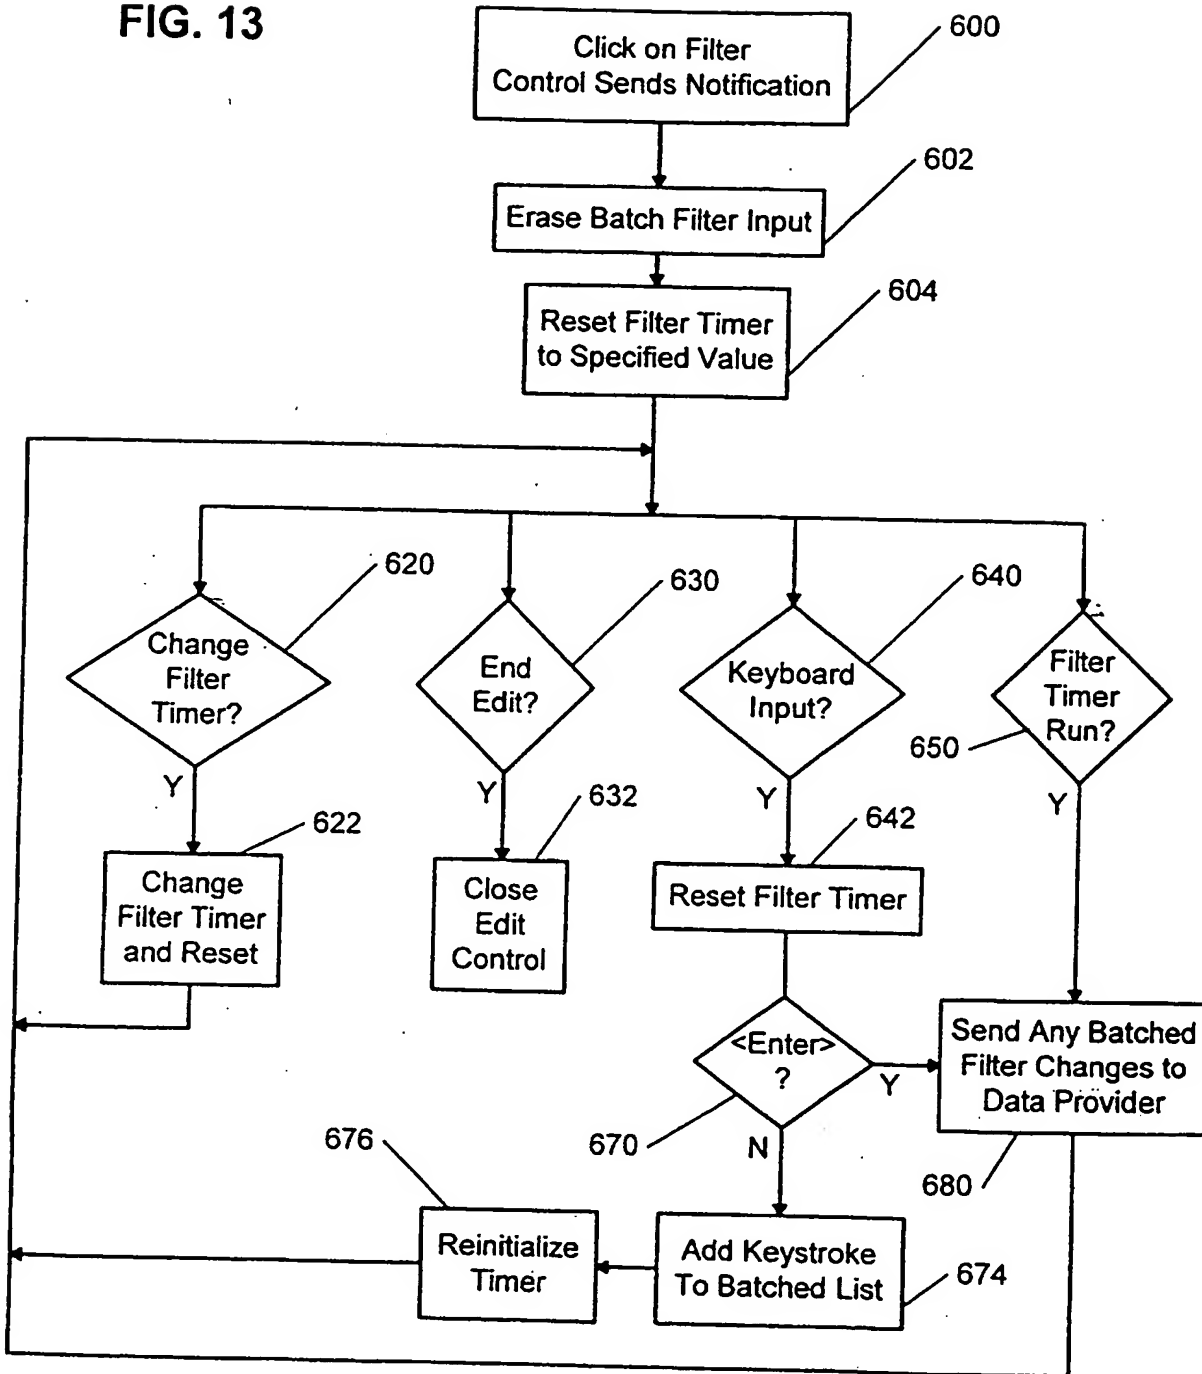 FIG. 13
Click on Filter
Control Sends Notification
600
602
Erase Batch Filter Input
604
Reset Filter Timer
to Specified Value
620
630
640
Change
Filter
Timer?
End
Edit?
Keyboard
Input?
Filter
Timer
Run?
650
Y
Y
Y
Y
622
632
642
Change
Filter Timer
and Reset
Close
Edit
Control
Reset Filter Timer
<Enter>
?
Y
Send Any Batched
Filter Changes to
Data Provider
670
N
676
680
Reinitialize
Timer
Add Keystroke
To Batched List
674